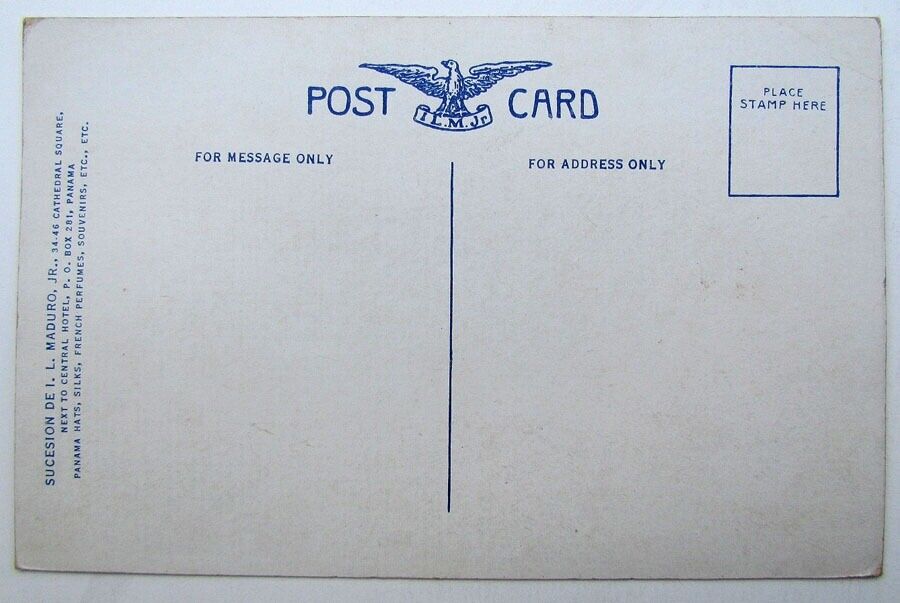 POST CARD
I.L.M.Jr
PLACE
STAMP HERE
FOR MESSAGE ONLY
FOR ADDRESS ONLY
SUCESION DE I. L. MADURO, JR., 34-46 CATHEDRAL SQUARE,
NEXT TO CENTRAL HOTEL, P. O. BOX 281, PANAMA
PANAMA HATS, SILKS, FRENCH PERFUMES, SOUVENIRS, ETC., ETC.